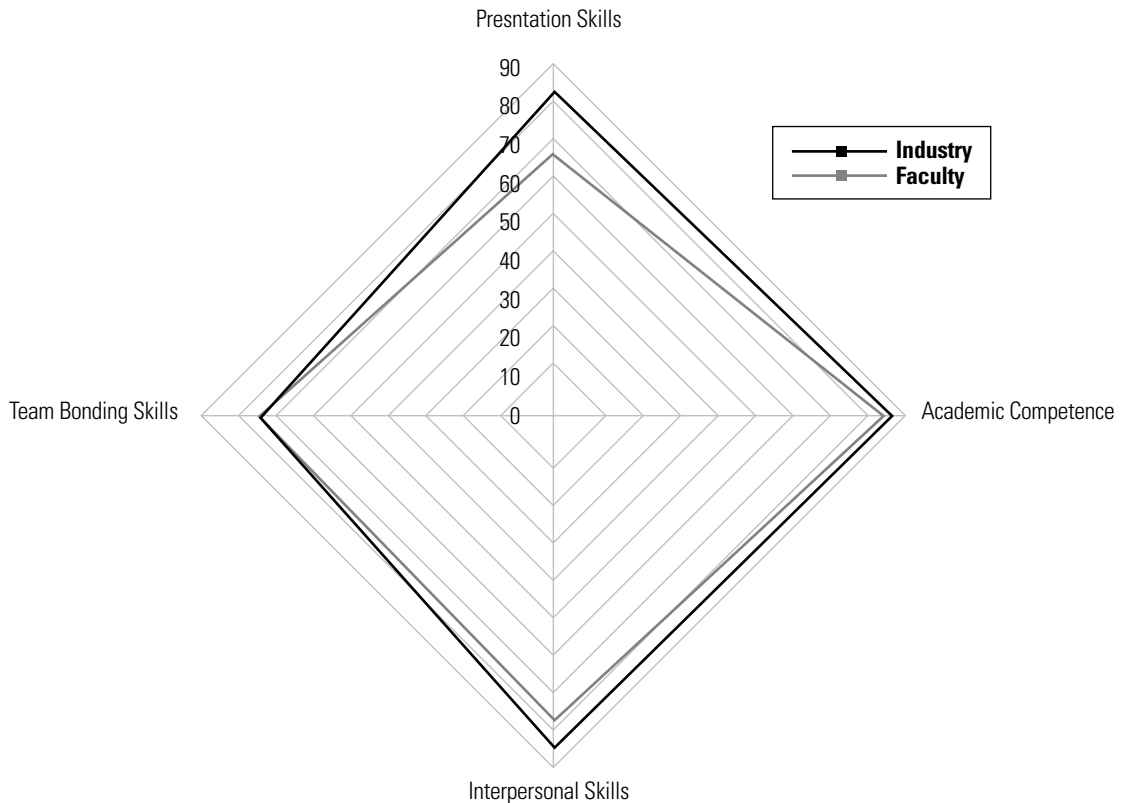 Presntation Skills
90
80
70
60
50
40
30
20
10
0
Industry
Faculty
Team Bonding Skills
Academic Competence
Interpersonal Skills